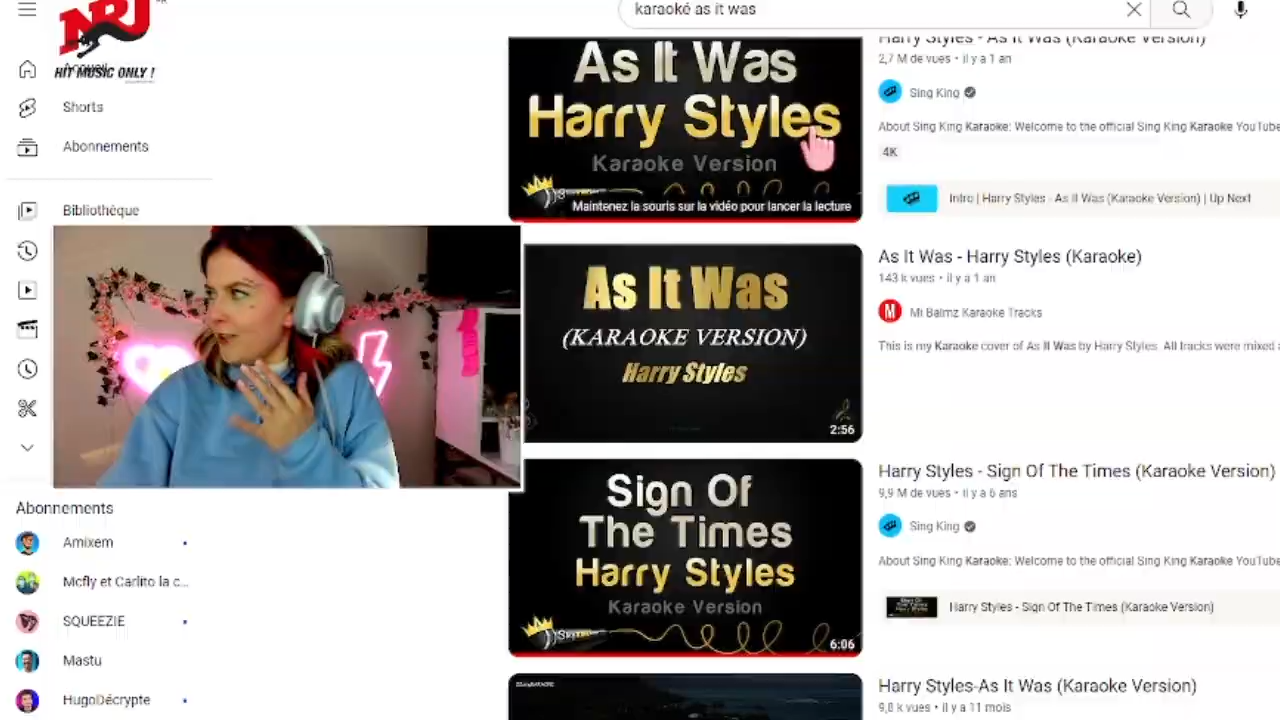 NRJ
HIT MUSIC ONLY !
karaoké as it was
Shorts
Abonnements
Bibliothèque
Abonnements
Amixem
Mcfly et Carlito la c...
SQUEEZIE
Mastu
HugoDécrypte
As It Was
Harry Styles
Karaoke Version
Maintenez la souris sur la vidéo pour lancer la lecture
Harry Styles - As It Was (Karaoke Version)
2,7 M de vues • il y a 1 an
Sing King
About Sing King Karaoke: Welcome to the official Sing King Karaoke YouTube
4K
Intro | Harry Styles - As It Was (Karaoke Version) | Up Next
As It Was
(KARAOKE VERSION)
Harry Styles
2:56
As It Was - Harry Styles (Karaoke)
143 k vues • il y a 1 an
M
Mi Balmz Karaoke Tracks
This is my Karaoke cover of As It Was by Harry Styles. All tracks were mixed
Sign Of
The Times
Harry Styles
Karaoke Version
6:06
Harry Styles - Sign Of The Times (Karaoke Version)
9,9 M de vues • il y a 6 ans
Sing King
About Sing King Karaoke: Welcome to the official Sing King Karaoke YouTube
Sign Of
The Times
Harry Styles
Harry Styles - Sign Of The Times (Karaoke Version)
Harry Styles-As It Was (Karaoke Version)
9,8 k vues • il y a 11 mois